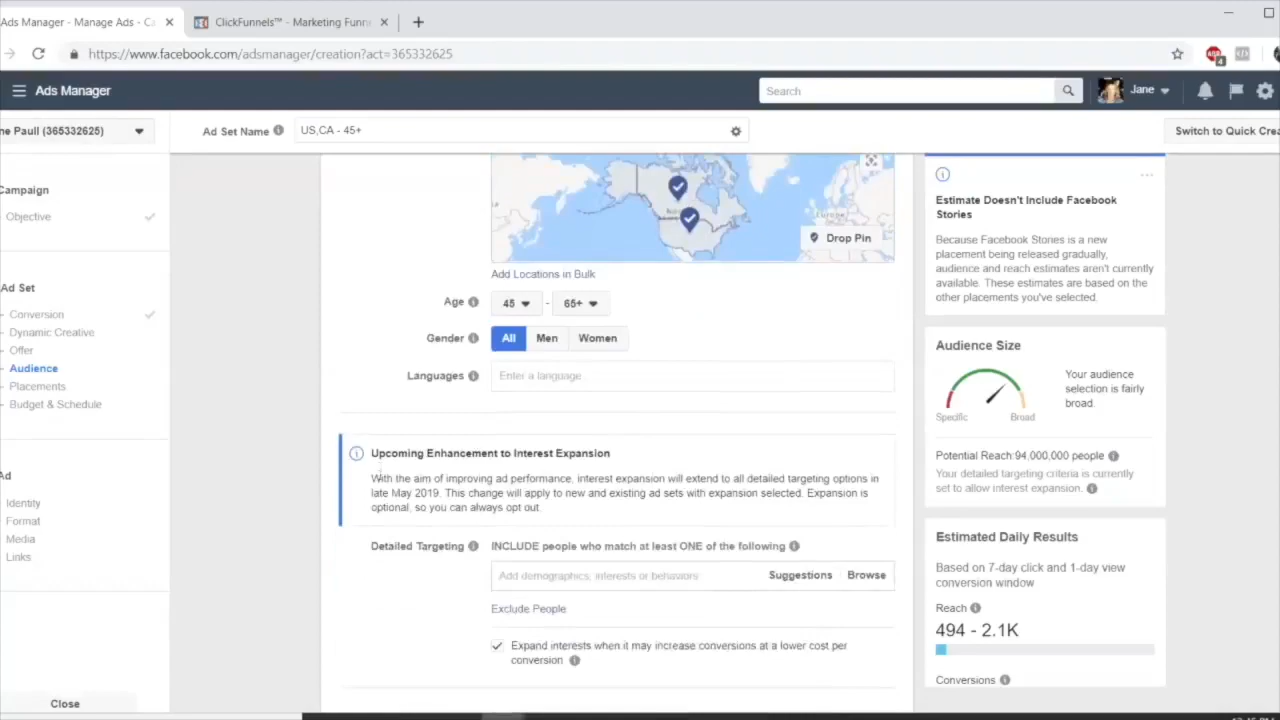 Ads Manager - Manage Ads - Ca
ClickFunnels™ - Marketing Funne
https://www.facebook.com/adsmanager/creation?act=365332625
Ads Manager
Search
Jane
ne Paull (365332625)
Ad Set Name
US,CA - 45+
Switch to Quick Crea
Campaign
Objective
Ad Set
Conversion
Dynamic Creative
Offer
Audience
Placements
Budget & Schedule
Ad
Identity
Format
Media
Links
Close
Europe
Drop Pin
Add Locations in Bulk
Age
45
-
65+
Gender
All
Men
Women
Languages
Enter a language
Upcoming Enhancement to Interest Expansion
With the aim of improving ad performance, interest expansion will extend to all detailed targeting options in
late May 2019. This change will apply to new and existing ad sets with expansion selected. Expansion is
optional, so you can always opt out.
Detailed Targeting
INCLUDE people who match at least ONE of the following
Add demographics, interests or behaviors
Suggestions
Browse
Exclude People
Expand interests when it may increase conversions at a lower cost per
conversion
Estimate Doesn't Include Facebook
Stories
Because Facebook Stories is a new
placement being released gradually,
audience and reach estimates aren't currently
available. These estimates are based on the
other placements you've selected.
Audience Size
Your audience
selection is fairly
broad.
Specific
Broad
Potential Reach:94,000,000 people
Your detailed targeting criteria is currently
set to allow interest expansion.
Estimated Daily Results
Based on 7-day click and 1-day view
conversion window
Reach
494 - 2.1K
Conversions